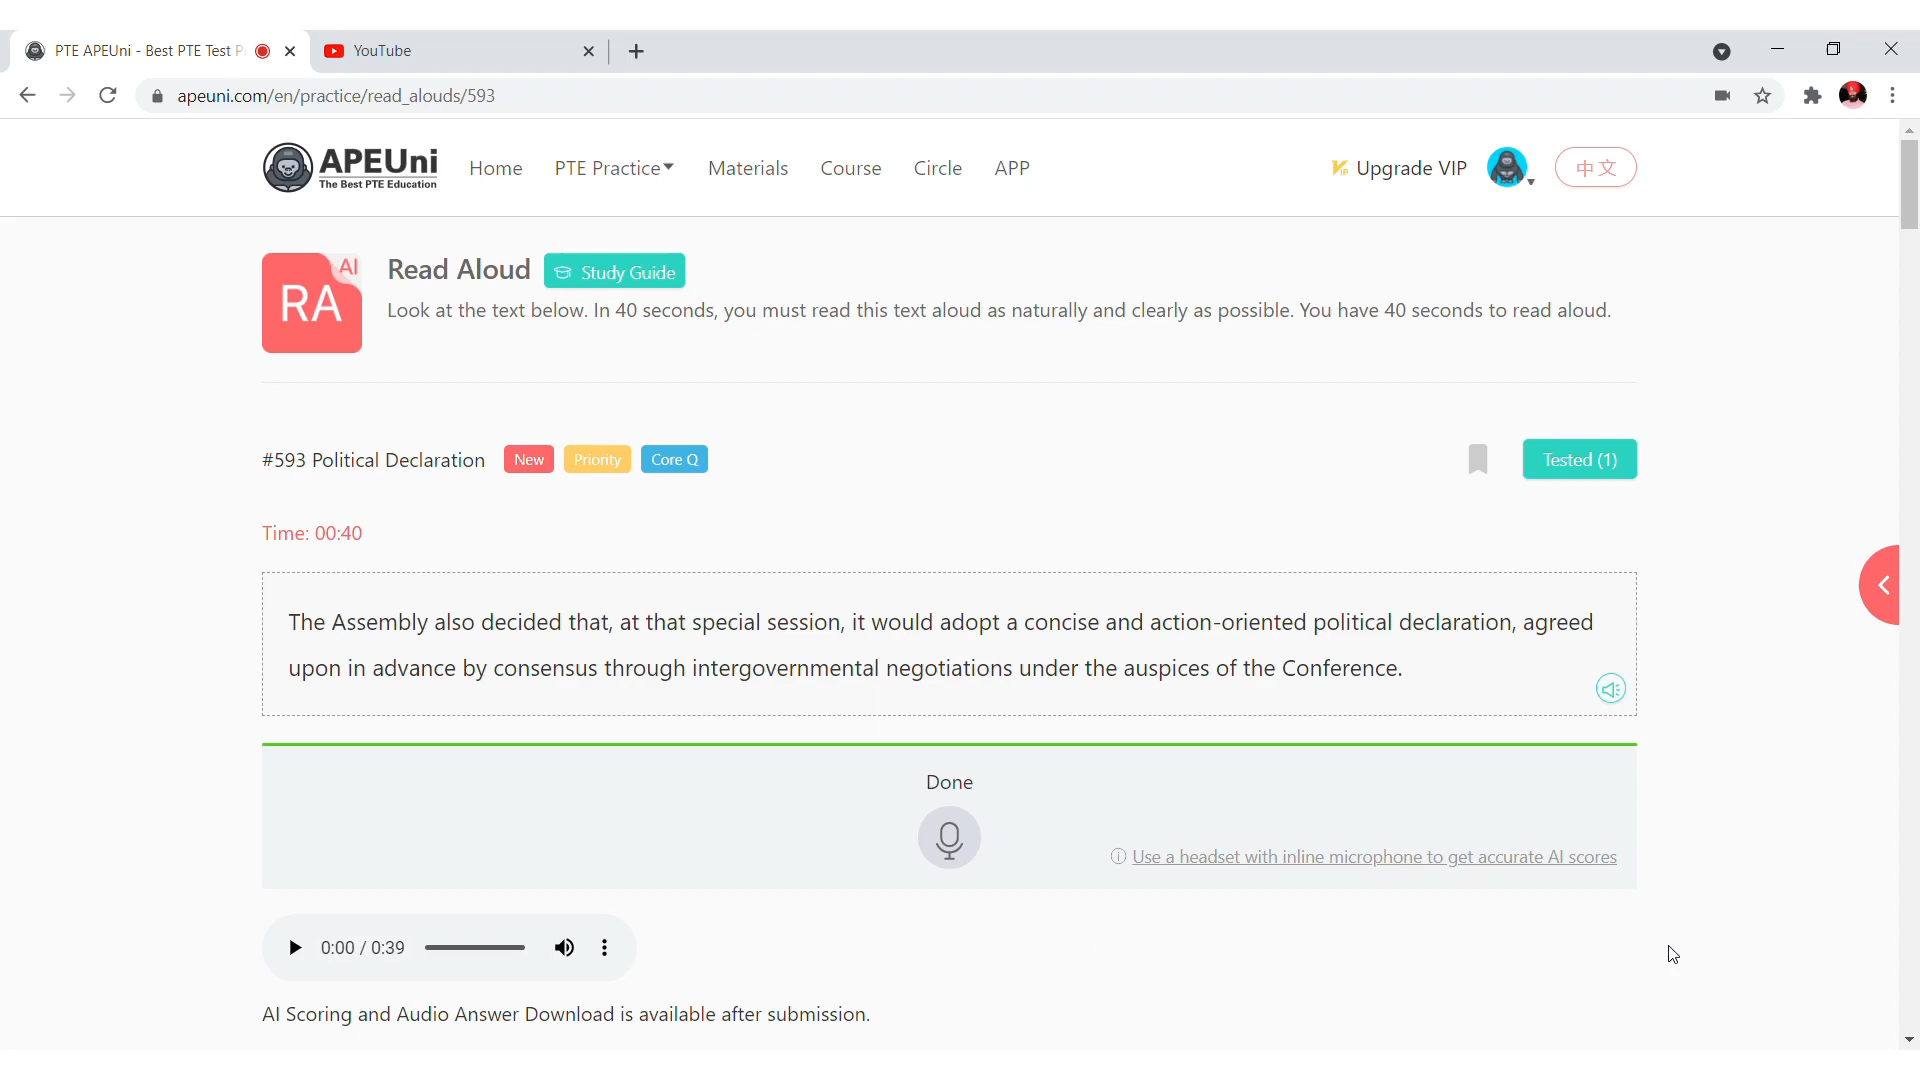 PTE APEUni - Best PTE Test P
YouTube
apeuni.com/en/practice/read_alouds/593
APEUni
The Best PTE Education
Home
PTE Practice
Materials
Course
Circle
APP
VIP
Upgrade VIP
中文
RA
AI
Read Aloud
Study Guide
Look at the text below. In 40 seconds, you must read this text aloud as naturally and clearly as possible. You have 40 seconds to read aloud.
#593 Political Declaration
New
Priority
Core Q
Tested (1)
Time: 00:40
The Assembly also decided that, at that special session, it would adopt a concise and action-oriented political declaration, agreed
upon in advance by consensus through intergovernmental negotiations under the auspices of the Conference.
Done
Use a headset with inline microphone to get accurate AI scores
0:00 / 0:39
AI Scoring and Audio Answer Download is available after submission.